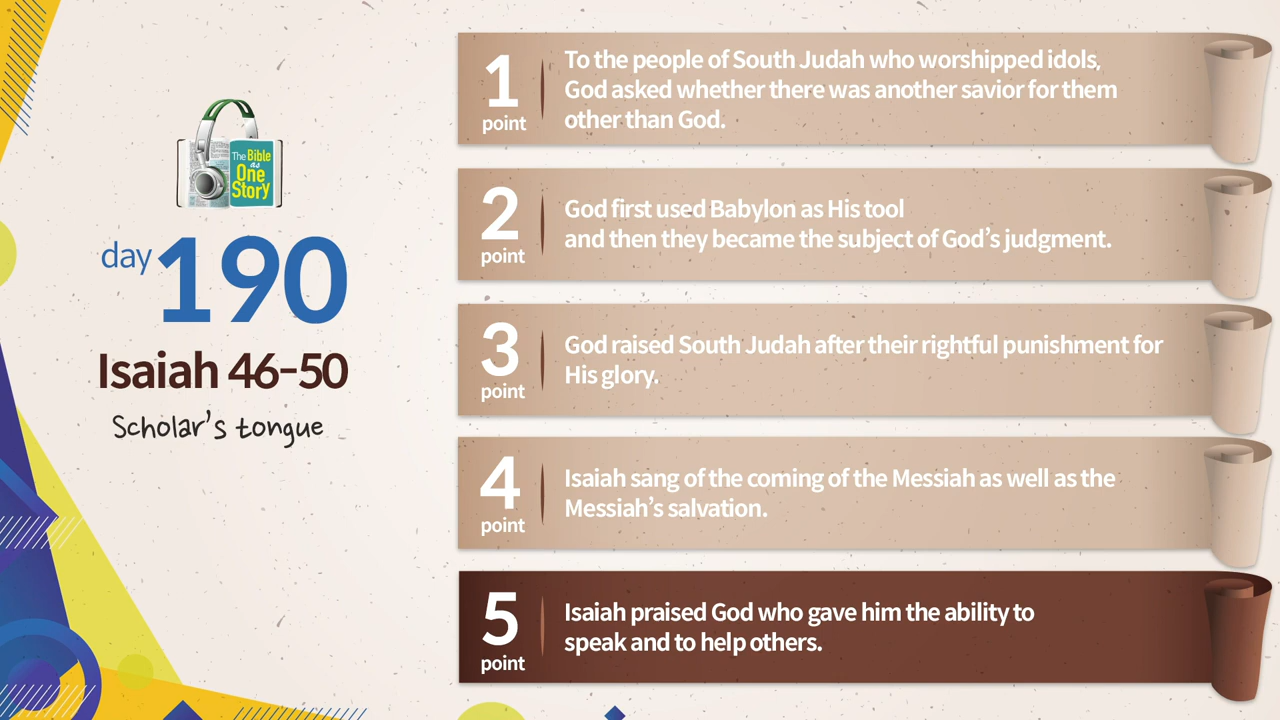 The Bible
as
One
Story
day 190
Isaiah 46-50
Scholar's tongue
1
point
To the people of South Judah who worshipped idols,
God asked whether there was another savior for them
other than God.
2
point
God first used Babylon as His tool
and then they became the subject of God's judgment.
3
point
God raised South Judah after their rightful punishment for
His glory.
4
point
Isaiah sang of the coming of the Messiah as well as the
Messiah's salvation.
5
point
Isaiah praised God who gave him the ability to
speak and to help others.